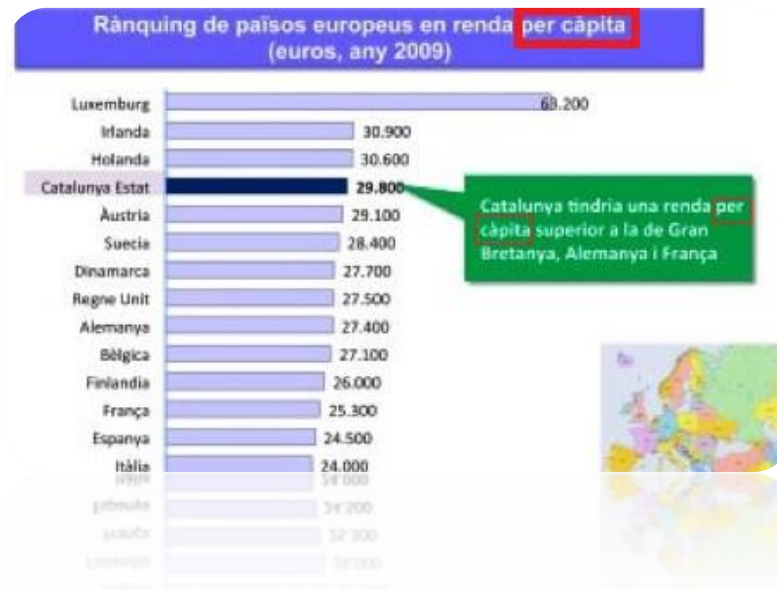 Rànquing de països europeus en renda per càpita
(euros, any 2009)
Luxemburg 63.200
Irlanda 30.900
Holanda 30.600
Catalunya Estat 29.800
Àustria 29.100
Suecia 28.400
Dinamarca 27.700
Regne Unit 27.500
Alemanya 27.400
Bèlgica 27.100
Finlandia 26.000
França 25.300
Espanya 24.500
Itàlia 24.000
Catalunya tindria una renda per
càpita superior a la de Gran
Bretanya, Alemanya i França